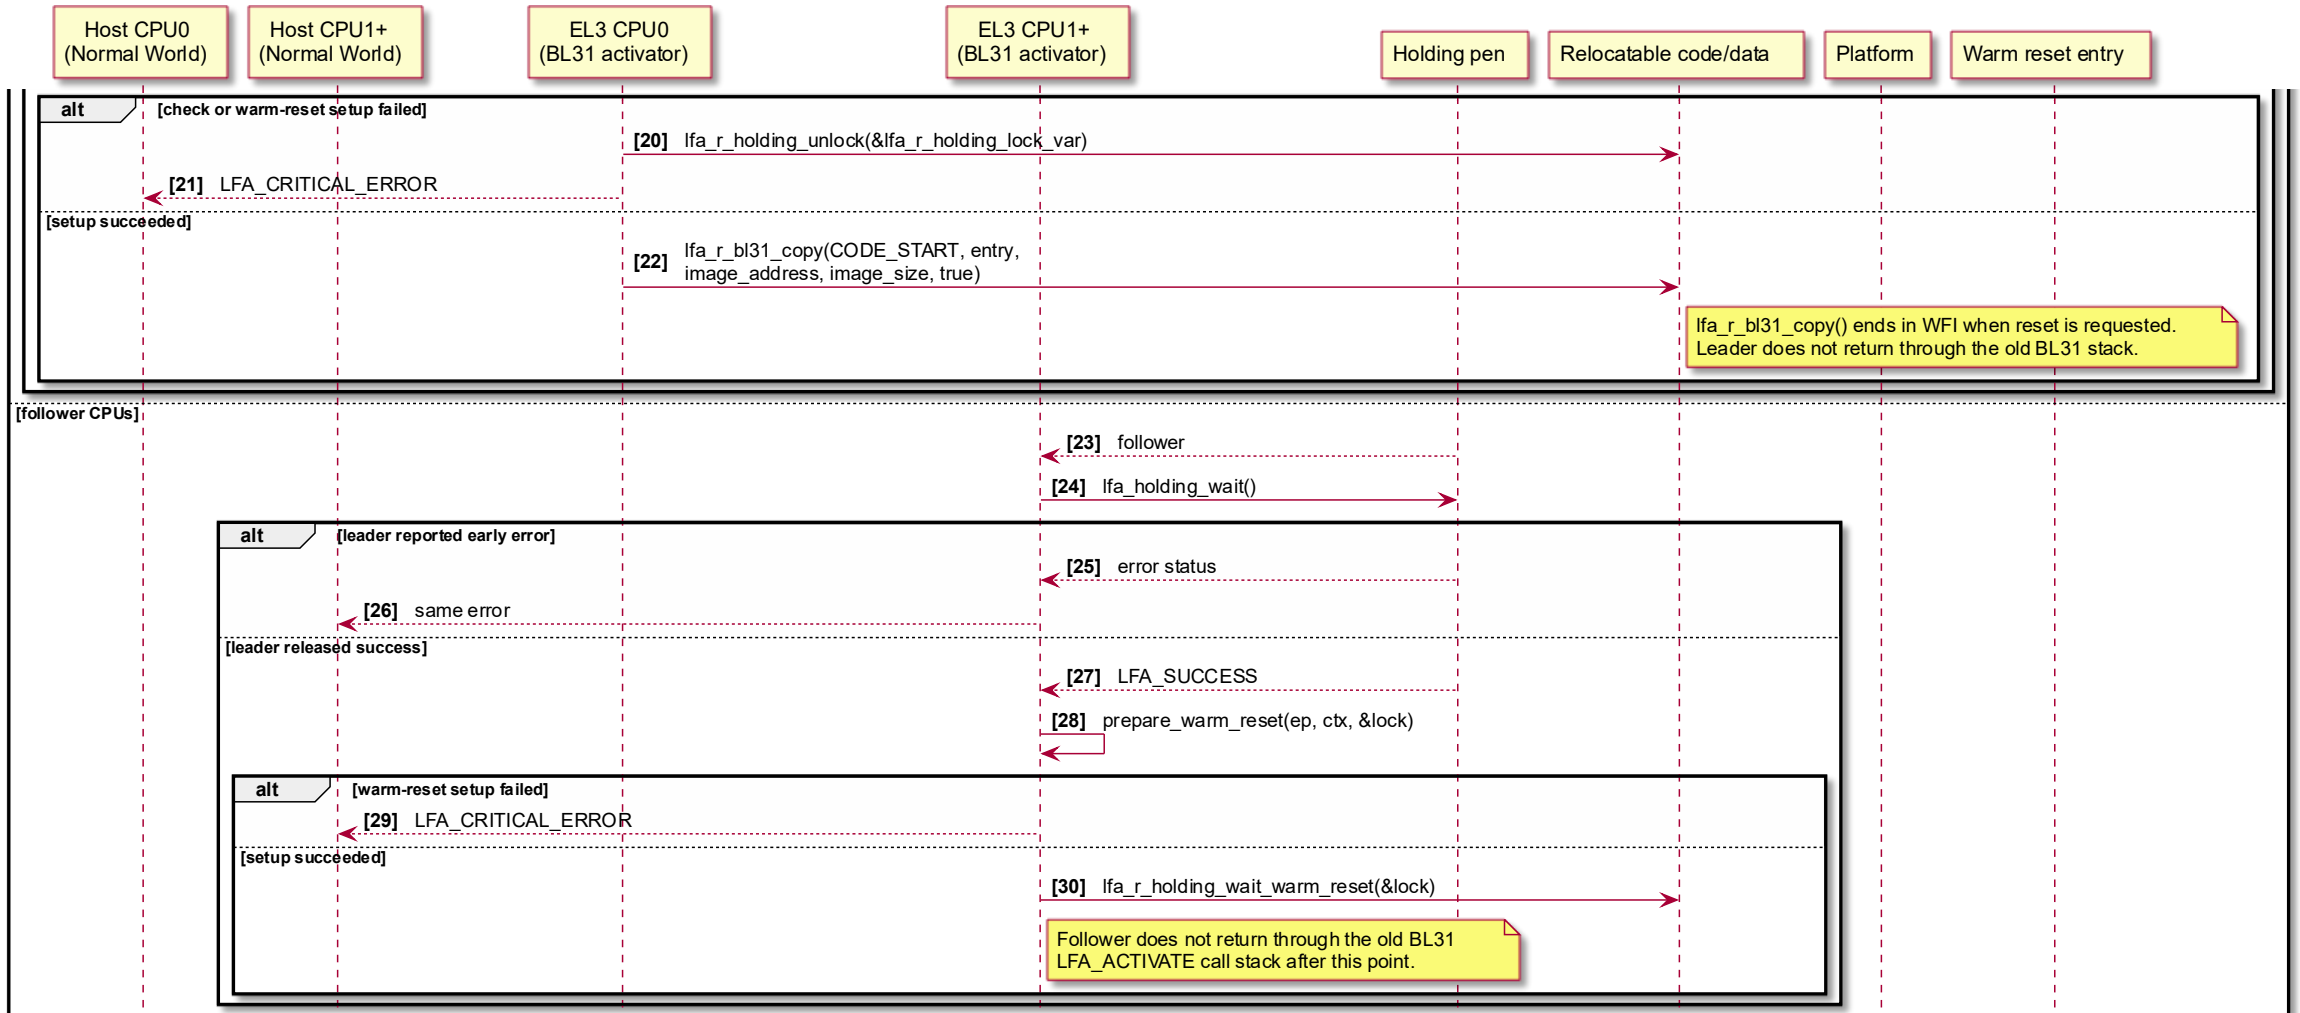 Host CPU0
(Normal World)
Host CPU1+
(Normal World)
EL3 CPU0
(BL31 activator)
EL3 CPU1+
(BL31 activator)
Holding pen
Relocatable code/data
Platform
Warm reset entry
alt [check or warm-reset setup failed]
[20] lfa_r_holding_unlock(&lfa_r_holding_lock_var)
[21] LFA_CRITICAL_ERROR
[setup succeeded]
[22] lfa_r_bl31_copy(CODE_START, entry,
image_address, image_size, true)
lfa_r_bl31_copy() ends in WFI when reset is requested.
Leader does not return through the old BL31 stack.
[follower CPUs]
[23] follower
[24] lfa_holding_wait()
alt [leader reported early error]
[25] error status
[26] same error
[leader released success]
[27] LFA_SUCCESS
[28] prepare_warm_reset(ep, ctx, &lock)
alt [warm-reset setup failed]
[29] LFA_CRITICAL_ERROR
[setup succeeded]
[30] lfa_r_holding_wait_warm_reset(&lock)
Follower does not return through the old BL31
LFA_ACTIVATE call stack after this point.